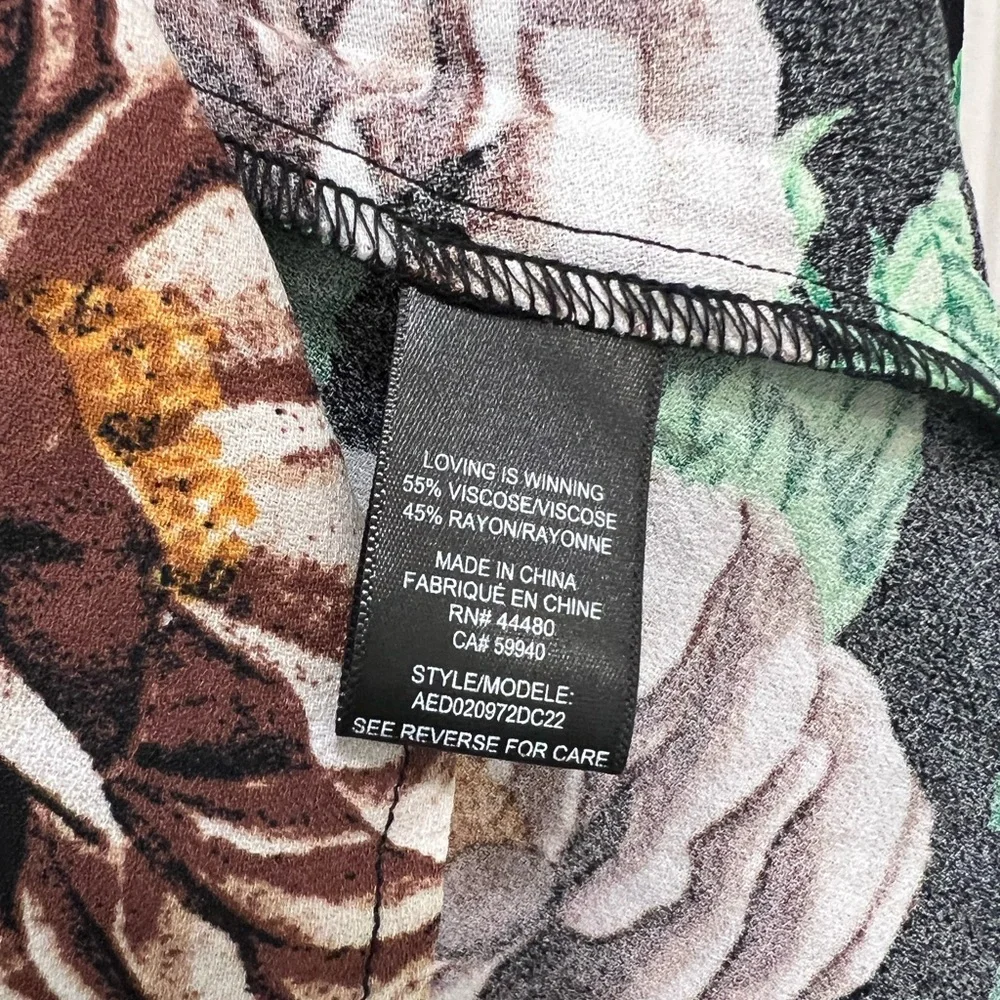 LOVING IS WINNING
55% VISCOSE/VISCOSE
45% RAYON/RAYONNE
MADE IN CHINA
FABRIQUÉ EN CHINE
RN# 44480
CA# 59940
STYLE/MODELE:
AED020972DC22
SEE REVERSE FOR CARE